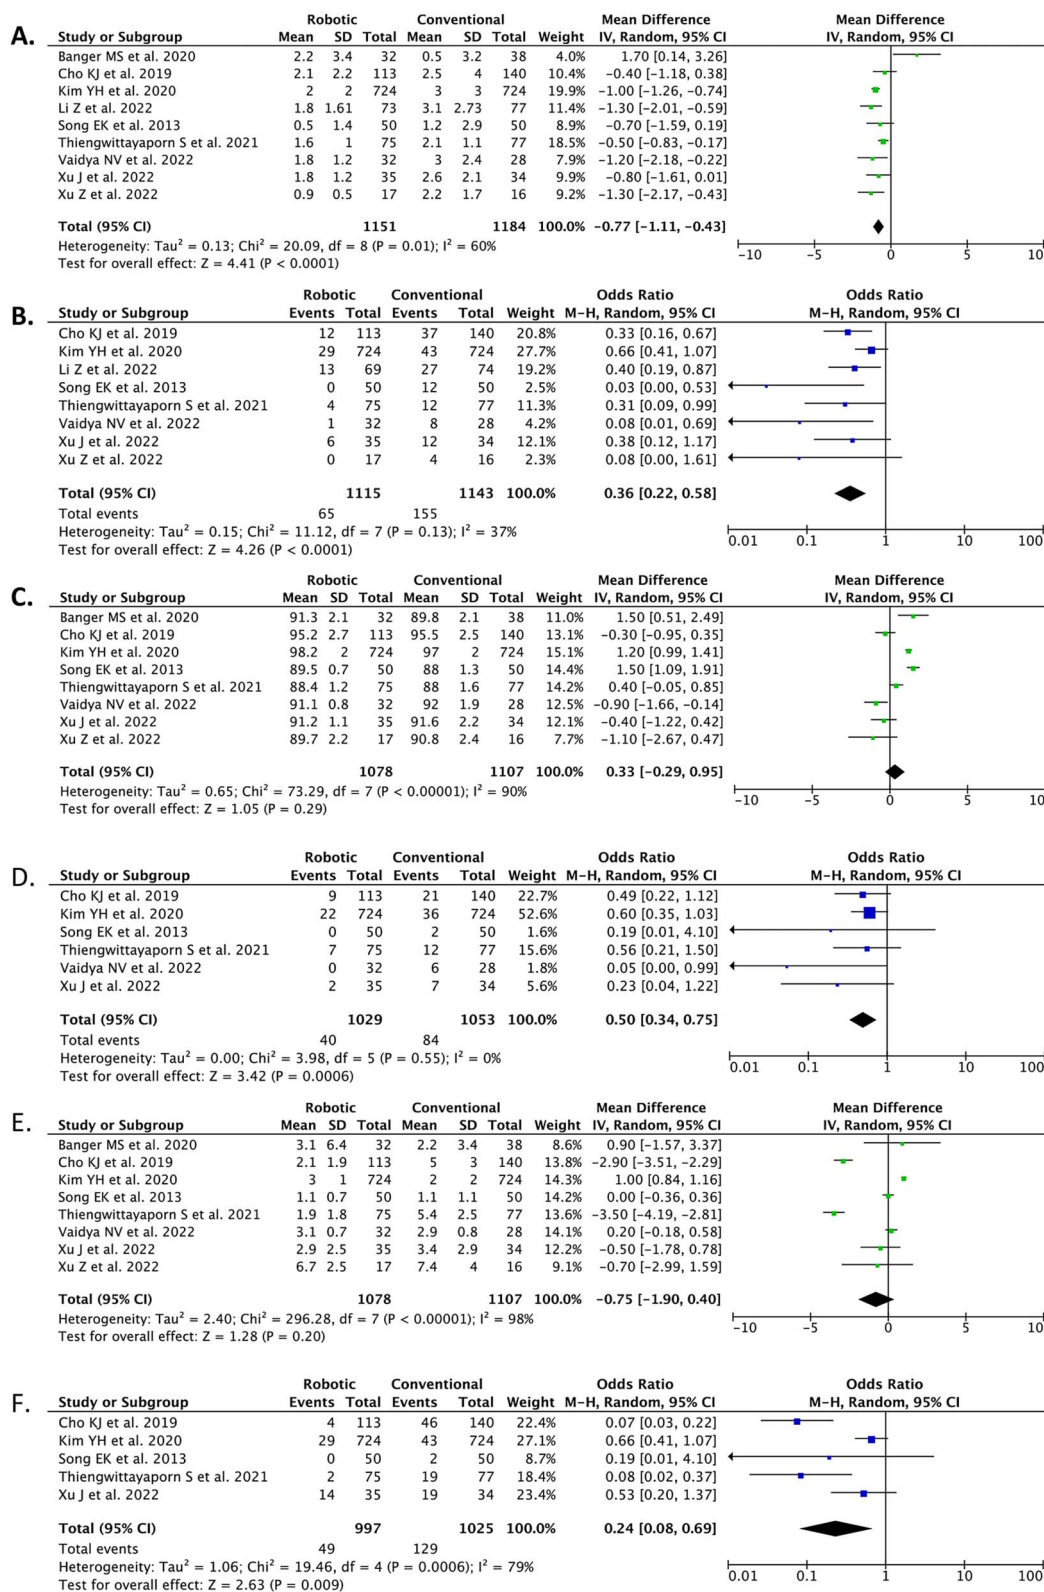 A.
Robotic Conventional Mean Difference Mean Difference
Study or Subgroup Mean SD Total Mean SD Total Weight IV, Random, 95% CI IV, Random, 95% CI
Banger MS et al. 2020 2.2 3.4 32 0.5 3.2 38 4.0% 1.70 [0.14, 3.26]
Cho KJ et al. 2019 2.1 2.2 113 2.5 4 140 10.4% −0.40 [−1.18, 0.38]
Kim YH et al. 2020 2 2 724 3 3 724 19.9% −1.00 [−1.26, −0.74]
Li Z et al. 2022 1.8 1.61 73 3.1 2.73 77 11.4% −1.30 [−2.01, −0.59]
Song EK et al. 2013 0.5 1.4 50 1.2 2.9 50 8.9% −0.70 [−1.59, 0.19]
Thiengwittayaporn S et al. 2021 1.6 1 75 2.1 1.1 77 18.5% −0.50 [−0.83, −0.17]
Vaidya NV et al. 2022 1.8 1.2 32 3 2.4 28 7.9% −1.20 [−2.18, −0.22]
Xu J et al. 2022 1.8 1.2 35 2.6 2.1 34 9.9% −0.80 [−1.61, 0.01]
Xu Z et al. 2022 0.9 0.5 17 2.2 1.7 16 9.2% −1.30 [−2.17, −0.43]
Total (95% CI) 1151 1184 100.0% −0.77 [−1.11, −0.43]
Heterogeneity: Tau² = 0.13; Chi² = 20.09, df = 8 (P = 0.01); I² = 60%
Test for overall effect: Z = 4.41 (P < 0.0001)
−10 −5 0 5 10
B.
Robotic Conventional Odds Ratio Odds Ratio
Study or Subgroup Events Total Events Total Weight M−H, Random, 95% CI M−H, Random, 95% CI
Cho KJ et al. 2019 12 113 37 140 20.8% 0.33 [0.16, 0.67]
Kim YH et al. 2020 29 724 43 724 27.7% 0.66 [0.41, 1.07]
Li Z et al. 2022 13 69 27 74 19.2% 0.40 [0.19, 0.87]
Song EK et al. 2013 0 50 12 50 2.5% 0.03 [0.00, 0.53]
Thiengwittayaporn S et al. 2021 4 75 12 77 11.3% 0.31 [0.09, 0.99]
Vaidya NV et al. 2022 1 32 8 28 4.2% 0.08 [0.01, 0.69]
Xu J et al. 2022 6 35 12 34 12.1% 0.38 [0.12, 1.17]
Xu Z et al. 2022 0 17 4 16 2.3% 0.08 [0.00, 1.61]
Total (95% CI) 1115 1143 100.0% 0.36 [0.22, 0.58]
Total events 65 155
Heterogeneity: Tau² = 0.15; Chi² = 11.12, df = 7 (P = 0.13); I² = 37%
Test for overall effect: Z = 4.26 (P < 0.0001)
0.01 0.1 1 10 100
C.
Robotic Conventional Mean Difference Mean Difference
Study or Subgroup Mean SD Total Mean SD Total Weight IV, Random, 95% CI IV, Random, 95% CI
Banger MS et al. 2020 91.3 2.1 32 89.8 2.1 38 11.0% 1.50 [0.51, 2.49]
Cho KJ et al. 2019 95.2 2.7 113 95.5 2.5 140 13.1% −0.30 [−0.95, 0.35]
Kim YH et al. 2020 98.2 2 724 97 2 724 15.1% 1.20 [0.99, 1.41]
Song EK et al. 2013 89.5 0.7 50 88 1.3 50 14.4% 1.50 [1.09, 1.91]
Thiengwittayaporn S et al. 2021 88.4 1.2 75 88 1.6 77 14.2% 0.40 [−0.05, 0.85]
Vaidya NV et al. 2022 91.1 0.8 32 92 1.9 28 12.5% −0.90 [−1.66, −0.14]
Xu J et al. 2022 91.2 1.1 35 91.6 2.2 34 12.1% −0.40 [−1.22, 0.42]
Xu Z et al. 2022 89.7 2.2 17 90.8 2.4 16 7.7% −1.10 [−2.67, 0.47]
Total (95% CI) 1078 1107 100.0% 0.33 [−0.29, 0.95]
Heterogeneity: Tau² = 0.65; Chi² = 73.29, df = 7 (P < 0.00001); I² = 90%
Test for overall effect: Z = 1.05 (P = 0.29)
−10 −5 0 5 10
D.
Robotic Conventional Odds Ratio Odds Ratio
Study or Subgroup Events Total Events Total Weight M−H, Random, 95% CI M−H, Random, 95% CI
Cho KJ et al. 2019 9 113 21 140 22.7% 0.49 [0.22, 1.12]
Kim YH et al. 2020 22 724 36 724 52.6% 0.60 [0.35, 1.03]
Song EK et al. 2013 0 50 2 50 1.6% 0.19 [0.01, 4.10]
Thiengwittayaporn S et al. 2021 7 75 12 77 15.6% 0.56 [0.21, 1.50]
Vaidya NV et al. 2022 0 32 6 28 1.8% 0.05 [0.00, 0.99]
Xu J et al. 2022 2 35 7 34 5.6% 0.23 [0.04, 1.22]
Total (95% CI) 1029 1053 100.0% 0.50 [0.34, 0.75]
Total events 40 84
Heterogeneity: Tau² = 0.00; Chi² = 3.98, df = 5 (P = 0.55); I² = 0%
Test for overall effect: Z = 3.42 (P = 0.0006)
0.01 0.1 1 10 100
E.
Robotic Conventional Mean Difference Mean Difference
Study or Subgroup Mean SD Total Mean SD Total Weight IV, Random, 95% CI IV, Random, 95% CI
Banger MS et al. 2020 3.1 6.4 32 2.2 3.4 38 8.6% 0.90 [−1.57, 3.37]
Cho KJ et al. 2019 2.1 1.9 113 5 3 140 13.8% −2.90 [−3.51, −2.29]
Kim YH et al. 2020 3 1 724 2 2 724 14.3% 1.00 [0.84, 1.16]
Song EK et al. 2013 1.1 0.7 50 1.1 1.1 50 14.2% 0.00 [−0.36, 0.36]
Thiengwittayaporn S et al. 2021 1.9 1.8 75 5.4 2.5 77 13.6% −3.50 [−4.19, −2.81]
Vaidya NV et al. 2022 3.1 0.7 32 2.9 0.8 28 14.1% 0.20 [−0.18, 0.58]
Xu J et al. 2022 2.9 2.5 35 3.4 2.9 34 12.2% −0.50 [−1.78, 0.78]
Xu Z et al. 2022 6.7 2.5 17 7.4 4 16 9.1% −0.70 [−2.99, 1.59]
Total (95% CI) 1078 1107 100.0% −0.75 [−1.90, 0.40]
Heterogeneity: Tau² = 2.40; Chi² = 296.28, df = 7 (P < 0.00001); I² = 98%
Test for overall effect: Z = 1.28 (P = 0.20)
−10 −5 0 5 10
F.
Robotic Conventional Odds Ratio Odds Ratio
Study or Subgroup Events Total Events Total Weight M−H, Random, 95% CI M−H, Random, 95% CI
Cho KJ et al. 2019 4 113 46 140 22.4% 0.07 [0.03, 0.22]
Kim YH et al. 2020 29 724 43 724 27.1% 0.66 [0.41, 1.07]
Song EK et al. 2013 0 50 2 50 8.7% 0.19 [0.01, 4.10]
Thiengwittayaporn S et al. 2021 2 75 19 77 18.4% 0.08 [0.02, 0.37]
Xu J et al. 2022 14 35 19 34 23.4% 0.53 [0.20, 1.37]
Total (95% CI) 997 1025 100.0% 0.24 [0.08, 0.69]
Total events 49 129
Heterogeneity: Tau² = 1.06; Chi² = 19.46, df = 4 (P = 0.0006); I² = 79%
Test for overall effect: Z = 2.63 (P = 0.009)
0.01 0.1 1 10 100